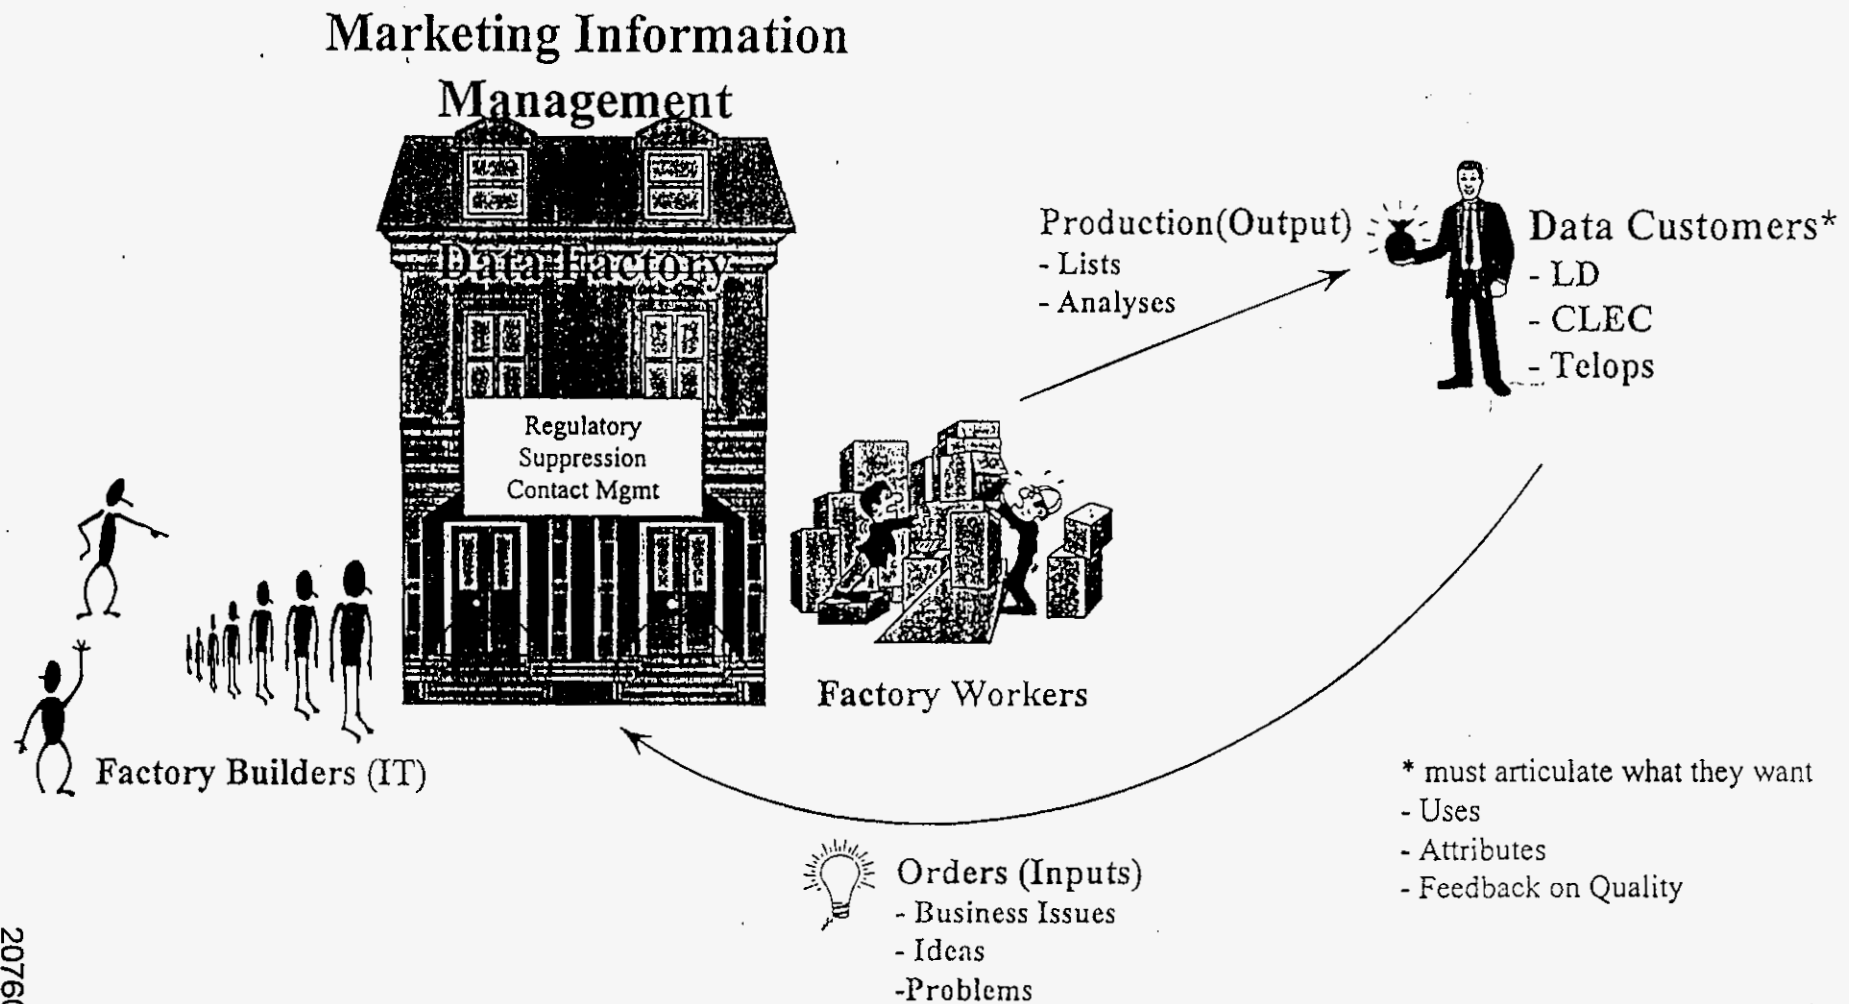 Marketing Information
Management
Data Factory
Regulatory
Suppression
Contact Mgmt
Production(Output)
- Lists
- Analyses
Data Customers*
- LD
- CLEC
- Telops
Factory Workers
Factory Builders (IT)
* must articulate what they want
- Uses
- Attributes
- Feedback on Quality
Orders (Inputs)
- Business Issues
- Ideas
-Problems